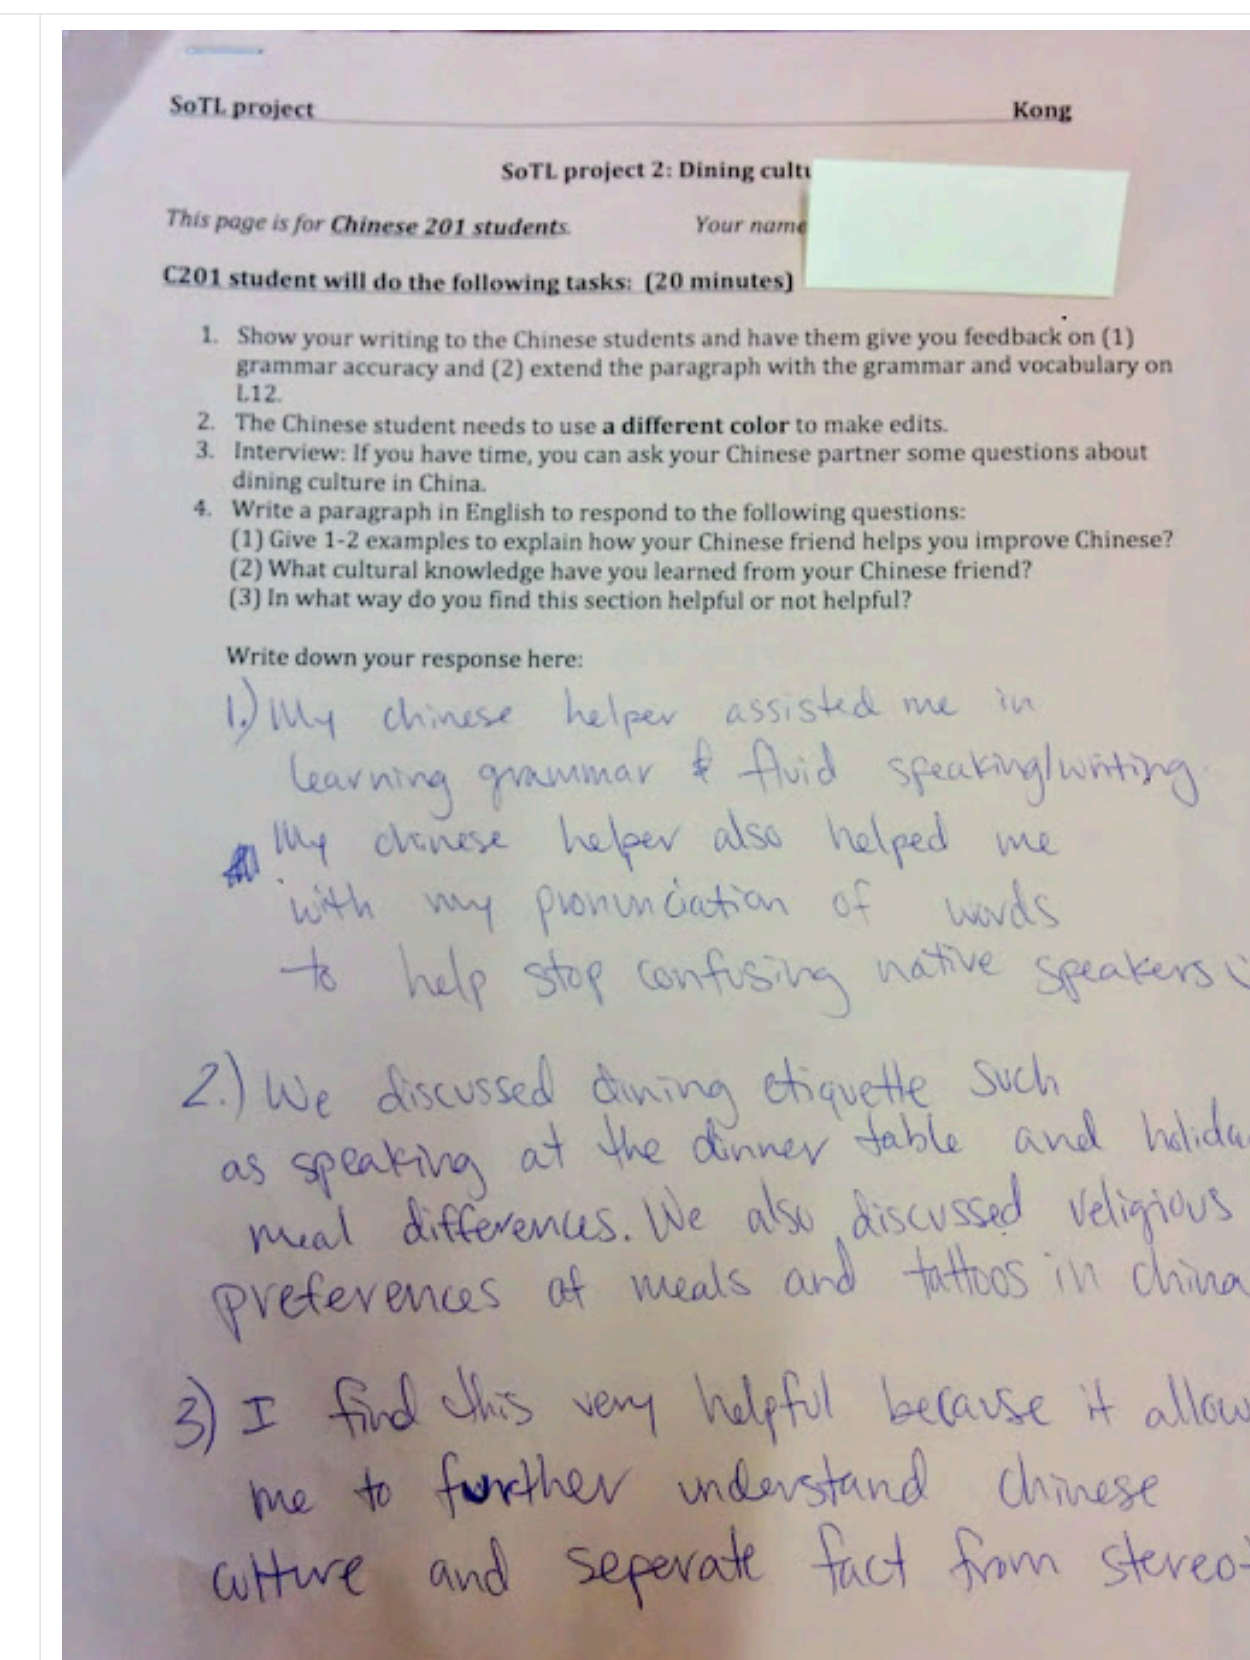 SoTL project Kong
SoTL project 2: Dining cultu
This page is for Chinese 201 students. Your name
C201 student will do the following tasks: (20 minutes)
1. Show your writing to the Chinese students and have them give you feedback on (1)
grammar accuracy and (2) extend the paragraph with the grammar and vocabulary on
L12.
2. The Chinese student needs to use a different color to make edits.
3. Interview: If you have time, you can ask your Chinese partner some questions about
dining culture in China.
4. Write a paragraph in English to respond to the following questions:
(1) Give 1-2 examples to explain how your Chinese friend helps you improve Chinese?
(2) What cultural knowledge have you learned from your Chinese friend?
(3) In what way do you find this section helpful or not helpful?
Write down your response here:
1.) My chinese helper assisted me in
learning grammar & fluid speaking/writing.
My chinese helper also helped me
with my pronunciation of words
to help stop confusing native speakers
2.) We discussed dining etiquette such
as speaking at the dinner table and holida
meal differences. We also discussed religious
preferences at meals and tattoos in china
3) I find this very helpful because it allow
me to further understand chinese
culture and seperate fact from stereot